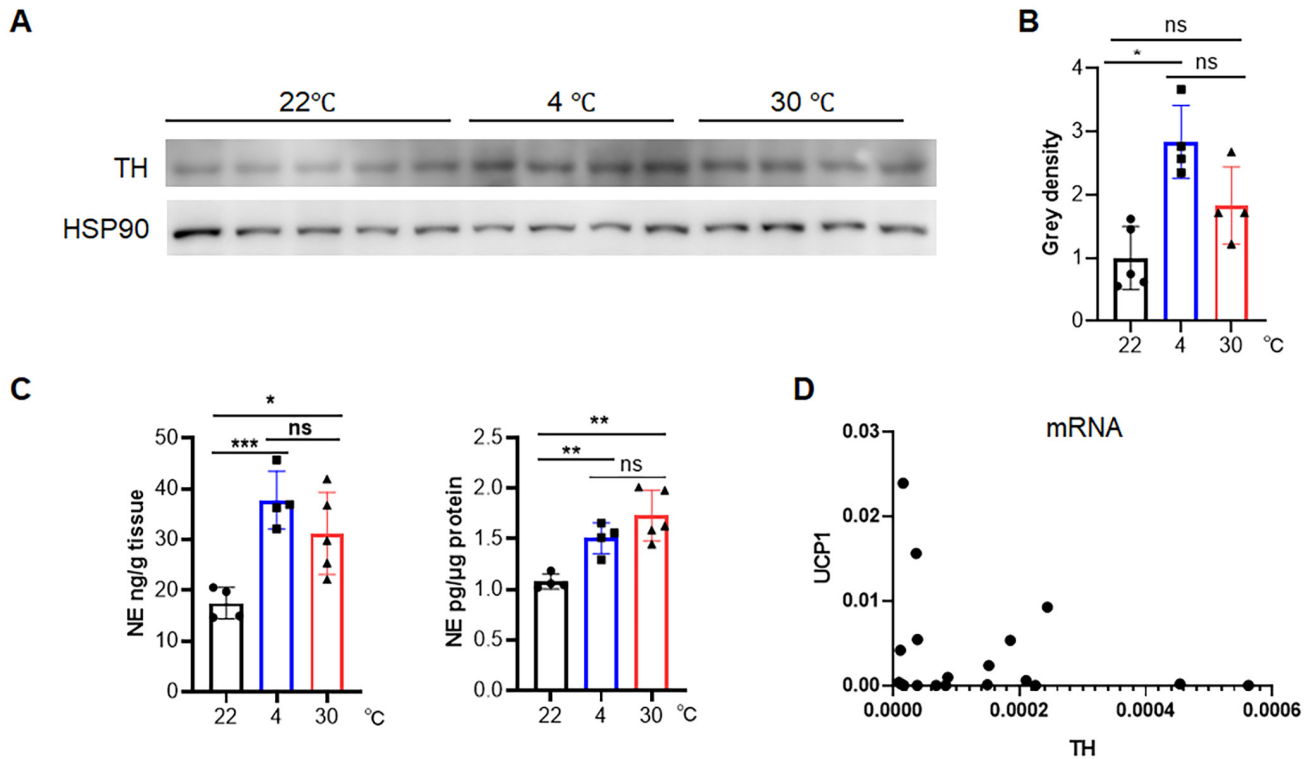 A
22℃ 4 ℃ 30 ℃
TH
HSP90
B
ns
*
ns
4
3
2
1
0
Grey density
22 4 30 ℃
C
*
ns
***
50
40
30
20
10
0
NE ng/g tissue
22 4 30 ℃
**
**
ns
2.5
2.0
1.5
1.0
0.5
0.0
NE pg/μg protein
22 4 30 ℃
D
mRNA
0.03
0.02
0.01
0.00
UCP1
0.0000 0.0002 0.0004 0.0006
TH